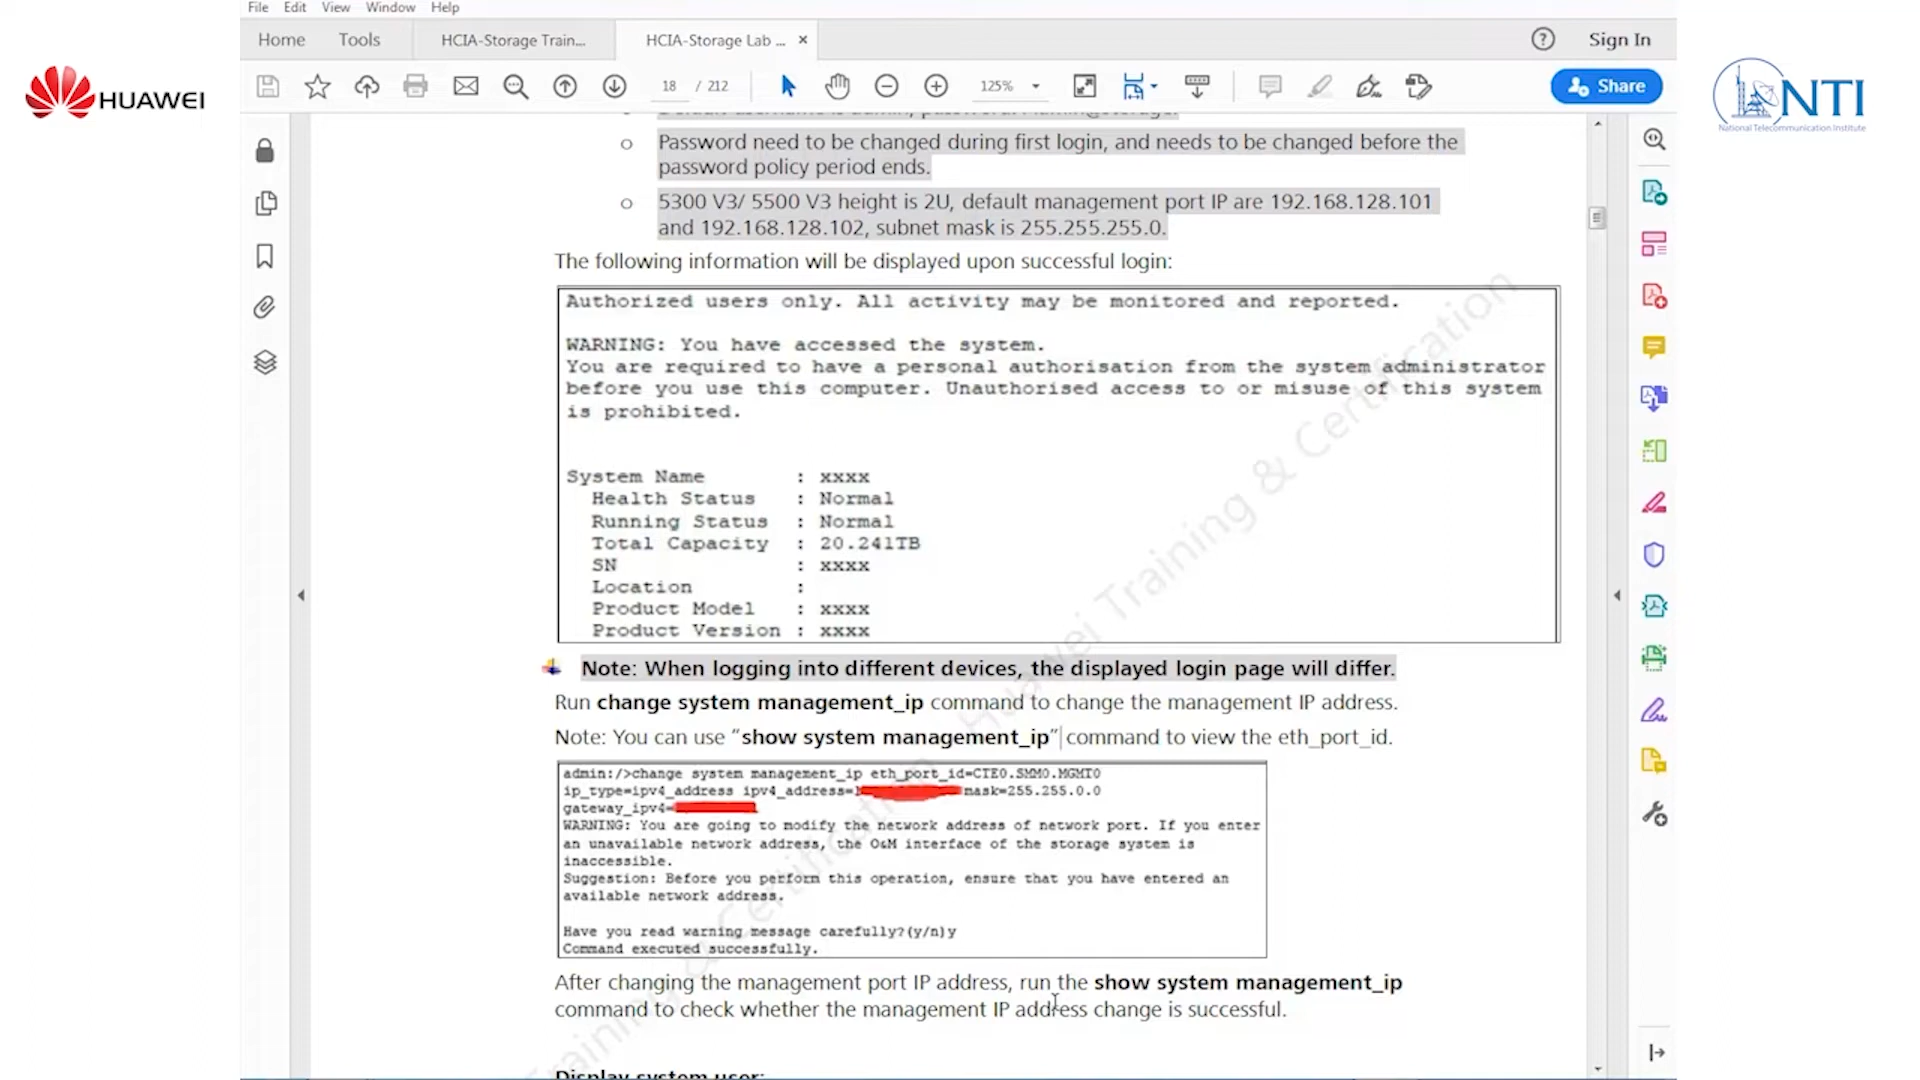 File Edit View Window Help
Home Tools HCIA-Storage Train... HCIA-Storage Lab ... × Sign In
18 / 212 125% Share
HUAWEI
NTI
National Telecommunication Institute
Password need to be changed during first login, and needs to be changed before the
password policy period ends.
5300 V3/ 5500 V3 height is 2U, default management port IP are 192.168.128.101
and 192.168.128.102, subnet mask is 255.255.255.0.
The following information will be displayed upon successful login:
Authorized users only. All activity may be monitored and reported.
WARNING: You have accessed the system.
You are required to have a personal authorisation from the system administrator
before you use this computer. Unauthorised access to or misuse of this system
is prohibited.
System Name : xxxx
Health Status : Normal
Running Status : Normal
Total Capacity : 20.241TB
SN : xxxx
Location :
Product Model : xxxx
Product Version : xxxx
Note: When logging into different devices, the displayed login page will differ.
Run change system management_ip command to change the management IP address.
Note: You can use “show system management_ip” command to view the eth_port_id.
admin:/>change system management_ip eth_port_id=CTE0.SMM0.MGMT0
ip_type=ipv4_address ipv4_address= mask=255.255.0.0
gateway_ipv4=
WARNING: You are going to modify the network address of network port. If you enter
an unavailable network address, the O&M interface of the storage system is
inaccessible.
Suggestion: Before you perform this operation, ensure that you have entered an
available network address.
Have you read warning message carefully?(y/n)y
Command executed successfully.
After changing the management port IP address, run the show system management_ip
command to check whether the management IP address change is successful.
Display system user:
Huawei Training & Certification
Training & Certification